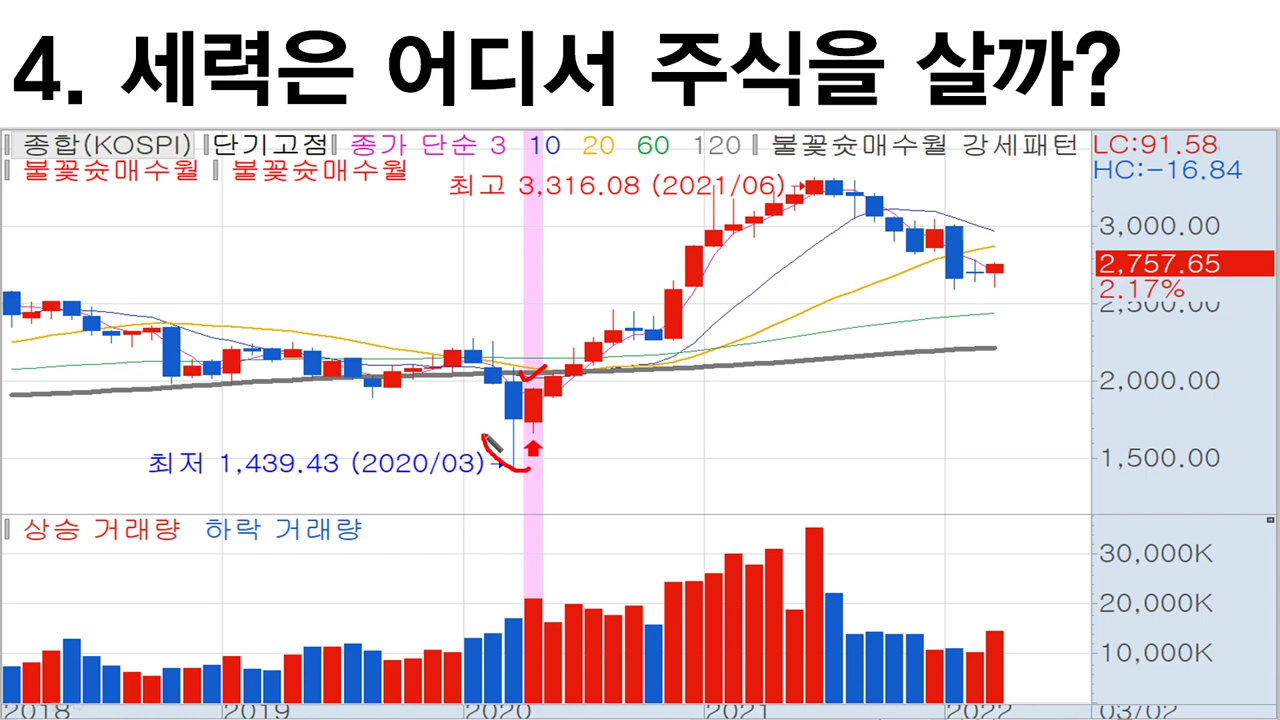 4. 세력은 어디서 주식을 살까?
종합(KOSPI) 단기고점 종가 단순 3 10 20 60 120 불꽃슛매수월 강세패턴 LC:91.58
불꽃슛매수월 불꽃슛매수월 HC:-16.84
최고 3,316.08 (2021/06)
3,000.00
2,757.65
2.17%
2,500.00
2,000.00
최저 1,439.43 (2020/03)
1,500.00
상승 거래량 하락 거래량
30,000K
20,000K
10,000K
2018 2019 2020 2021 2022 03/02